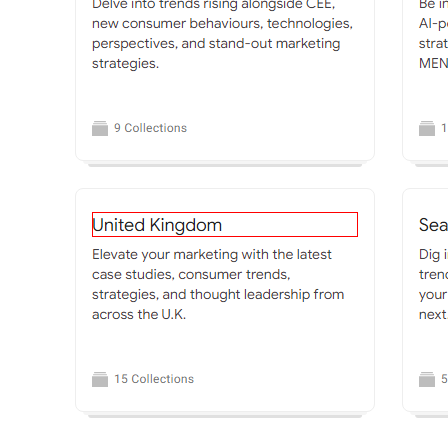 Delve into trends rising alongside CEE,
new consumer behaviours, technologies,
perspectives, and stand-out marketing
strategies.
9 Collections
United Kingdom
Elevate your marketing with the latest
case studies, consumer trends,
strategies, and thought leadership from
across the U.K.
15 Collections
Be in
AI-p
strat
MEN
1
Sea
Dig i
tren
your
next
5